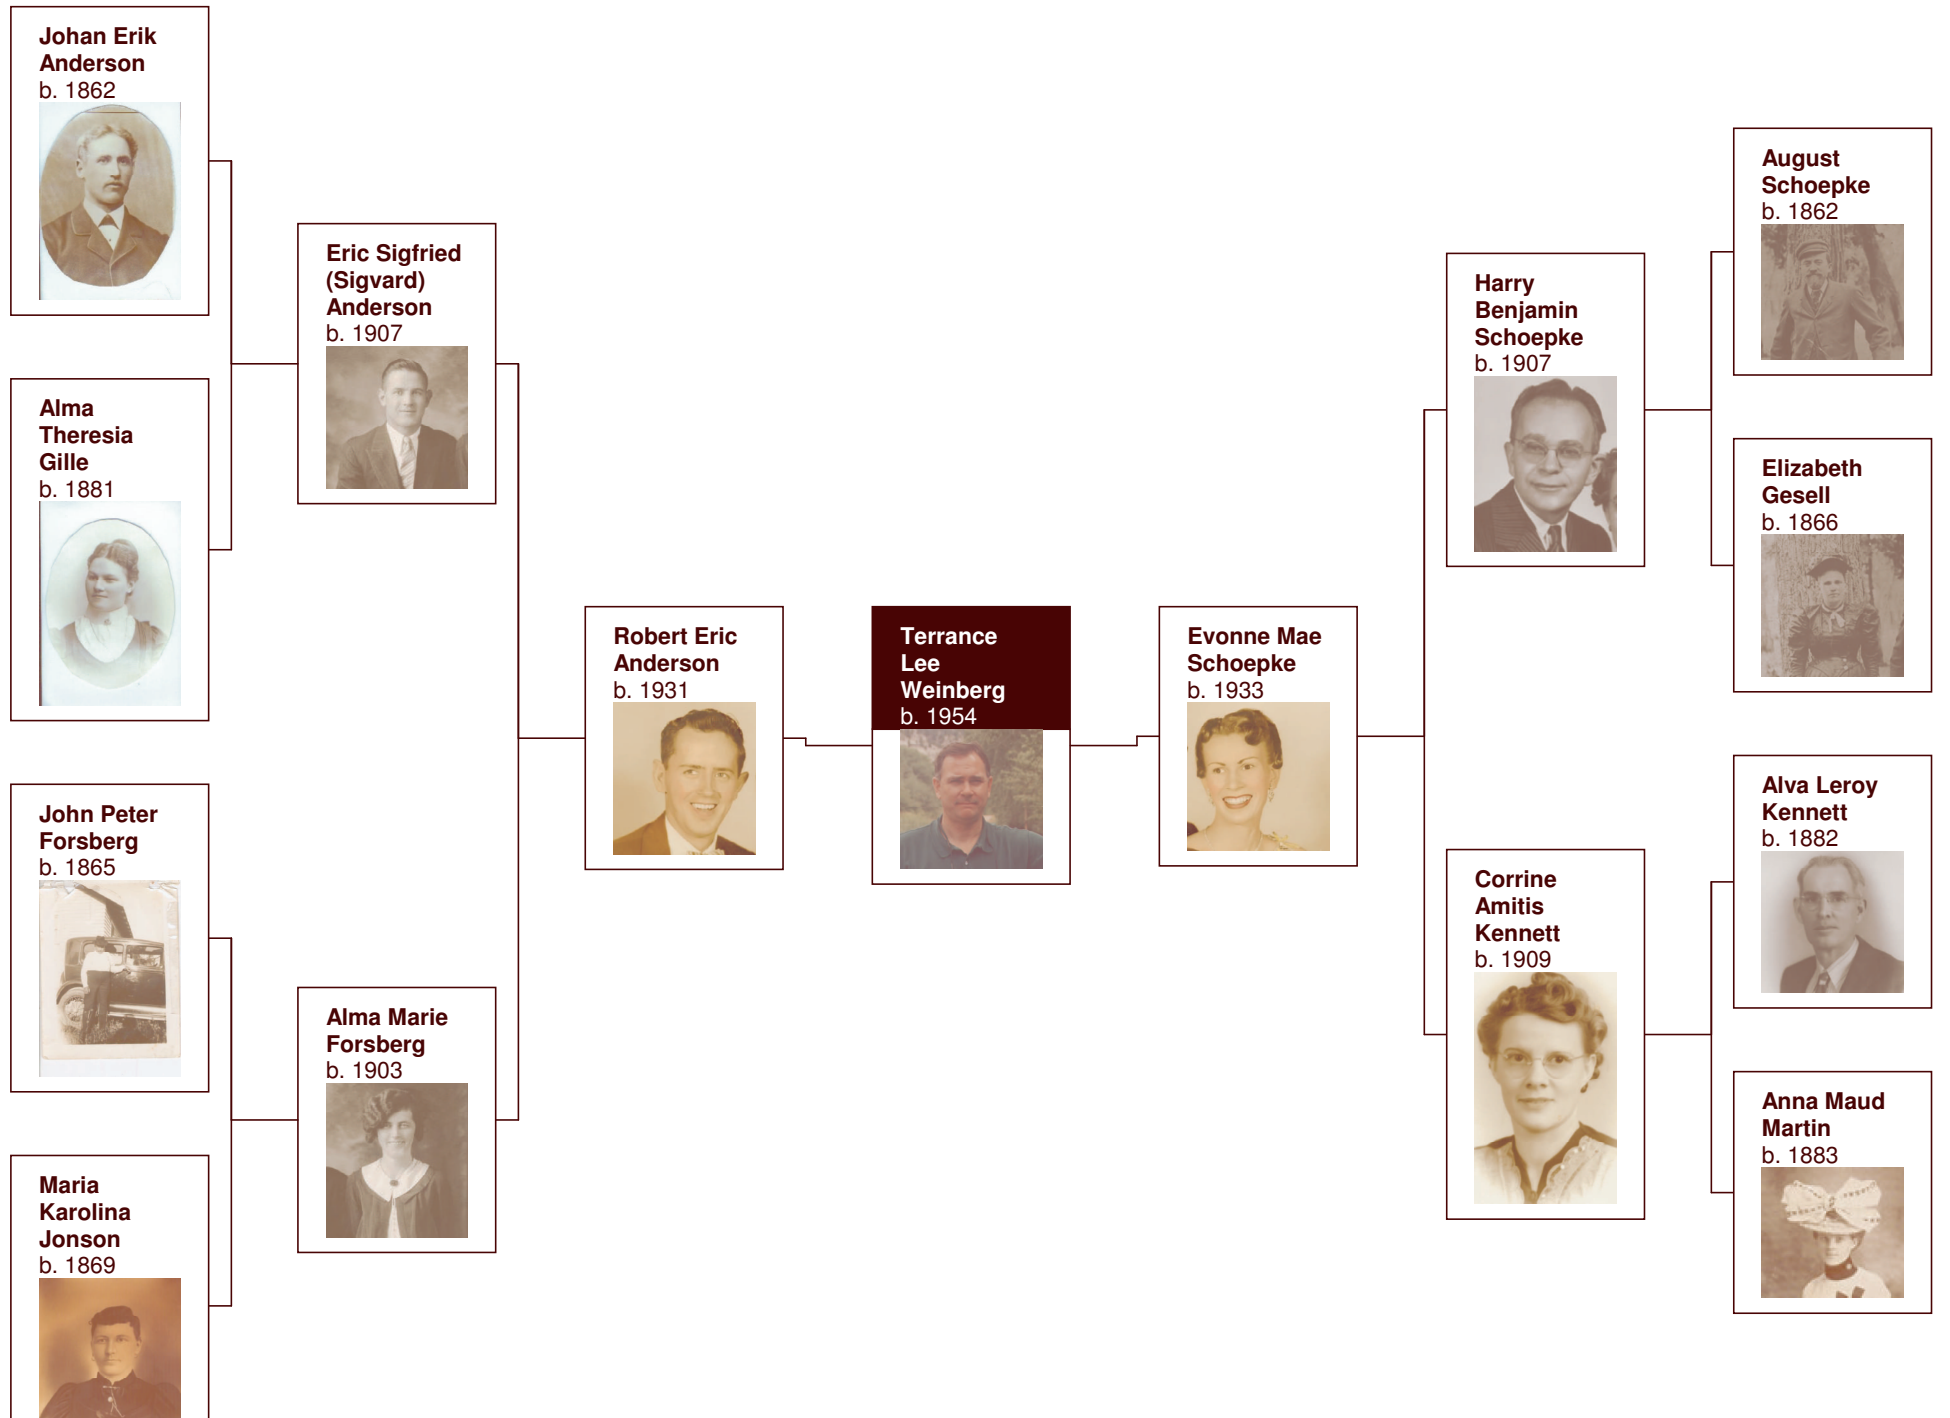 Johan Erik
Anderson
b. 1862
Alma
Theresia
Gille
b. 1881
John Peter
Forsberg
b. 1865
Maria
Karolina
Jonson
b. 1869
Eric Sigfried
(Sigvard)
Anderson
b. 1907
Alma Marie
Forsberg
b. 1903
Robert Eric
Anderson
b. 1931
Terrance
Lee
Weinberg
b. 1954
Evonne Mae
Schoepke
b. 1933
Harry
Benjamin
Schoepke
b. 1907
Corrine
Amitis
Kennett
b. 1909
August
Schoepke
b. 1862
Elizabeth
Gesell
b. 1866
Alva Leroy
Kennett
b. 1882
Anna Maud
Martin
b. 1883